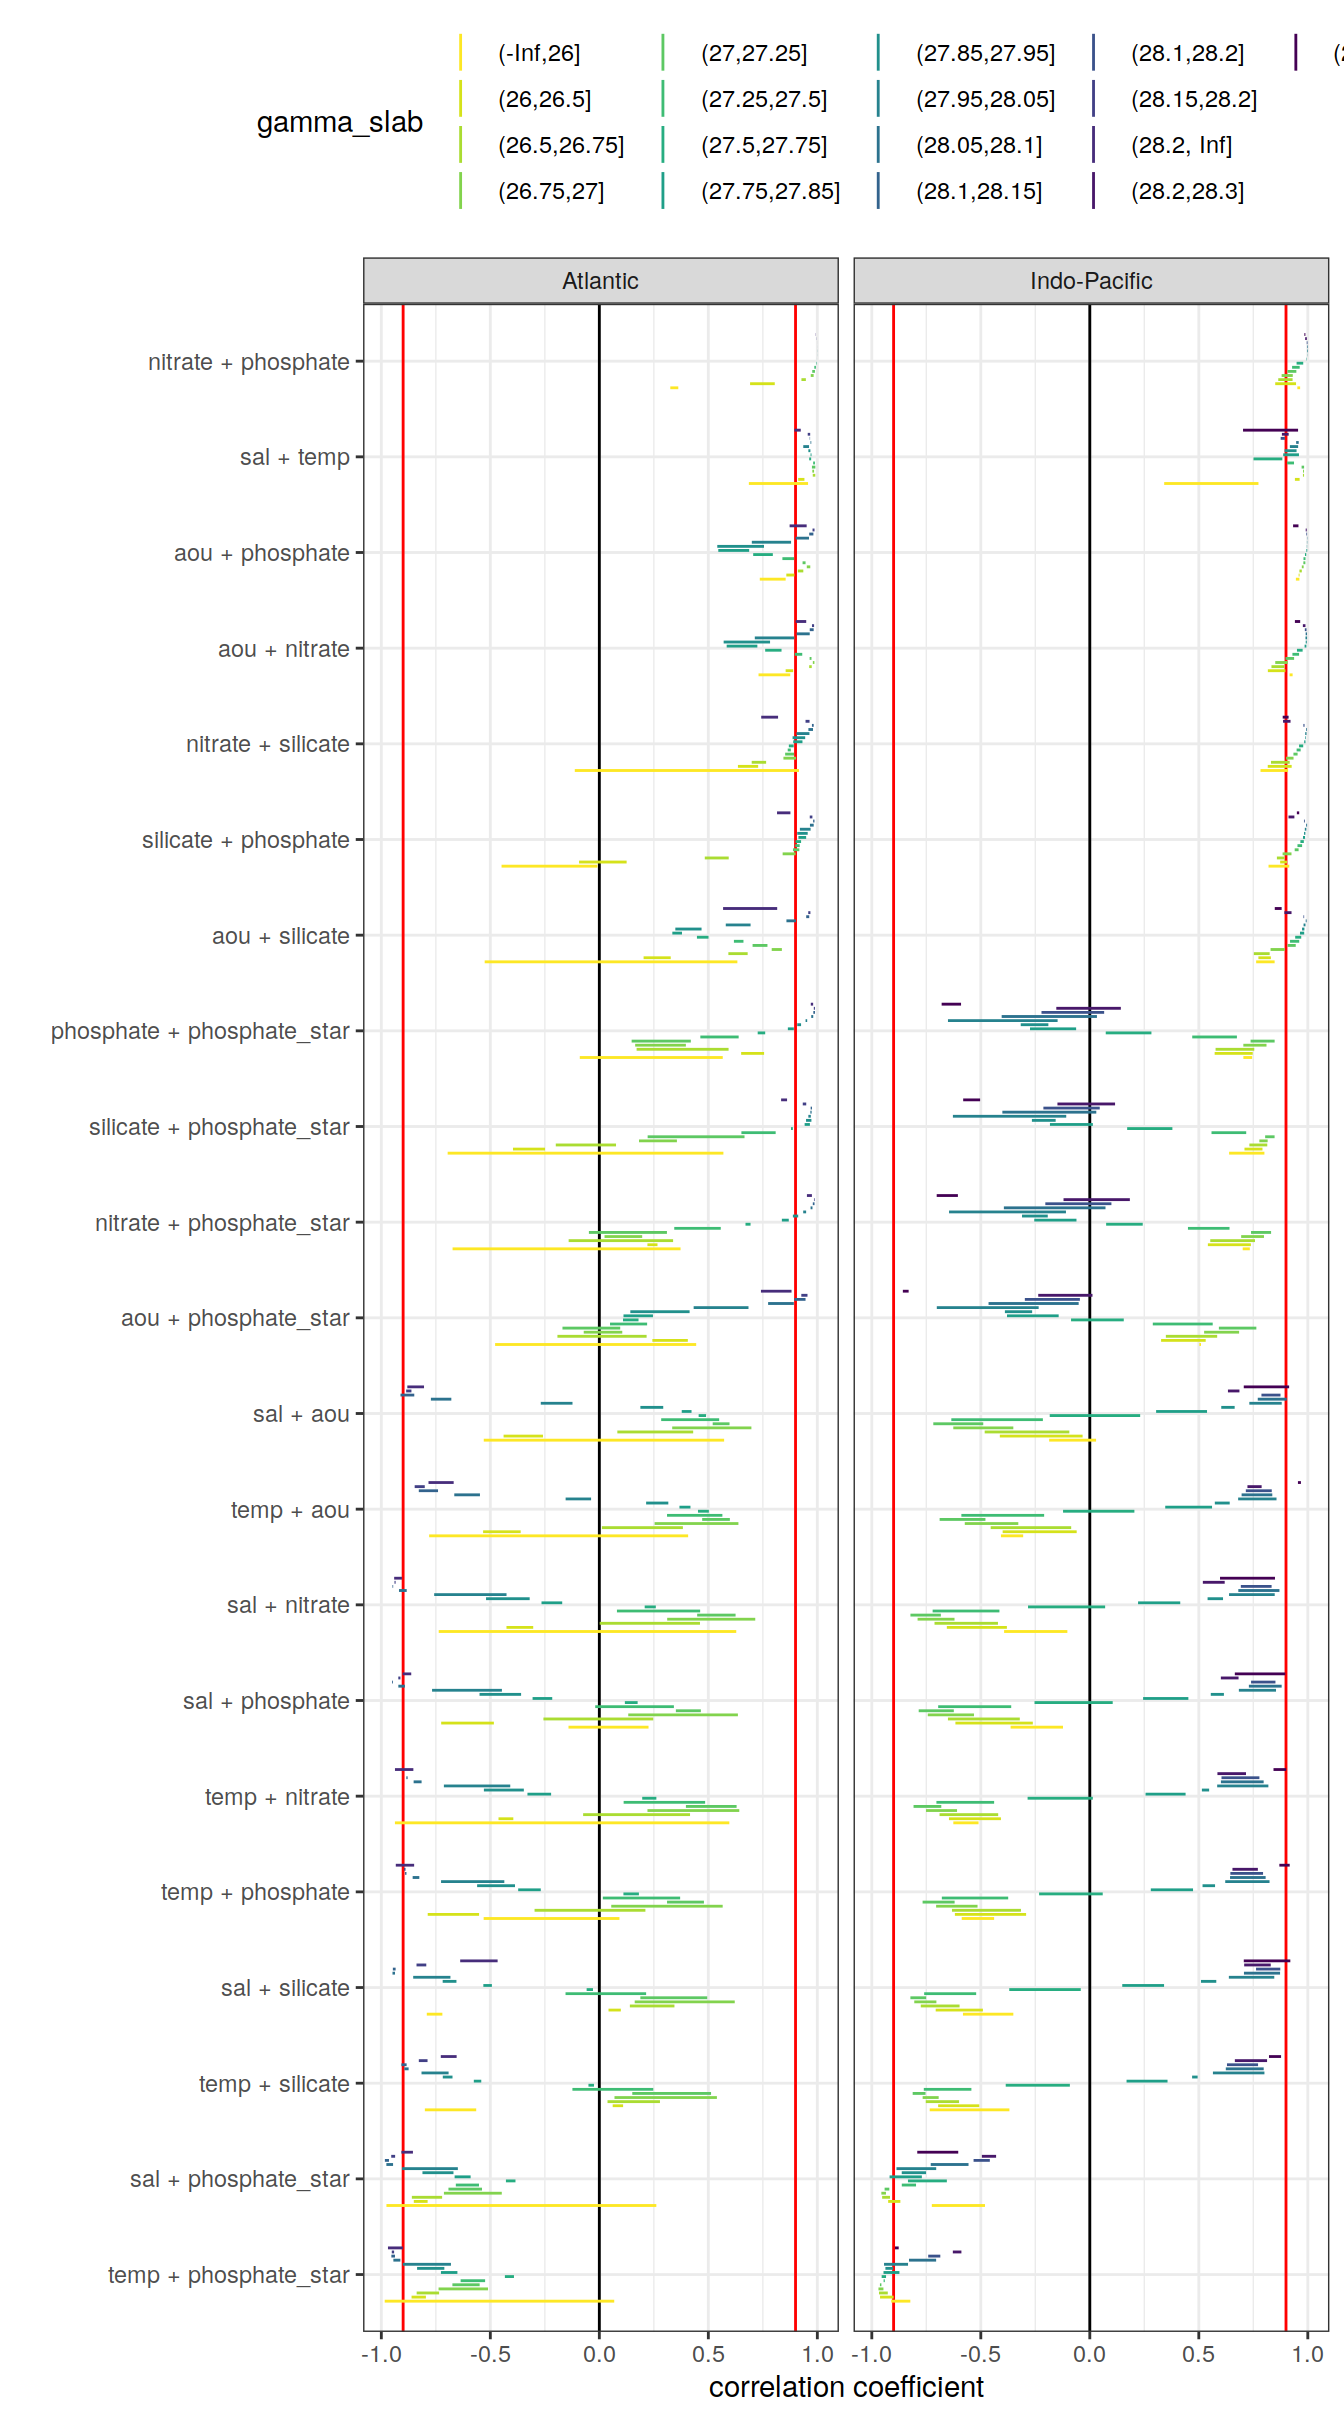 gamma_slab
(-Inf,26]
(26,26.5]
(26.5,26.75]
(26.75,27]
(27,27.25]
(27.25,27.5]
(27.5,27.75]
(27.75,27.85]
(27.85,27.95]
(27.95,28.05]
(28.05,28.1]
(28.1,28.15]
(28.1,28.2]
(28.15,28.2]
(28.2, Inf]
(28.2,28.3]
Atlantic
Indo-Pacific
nitrate + phosphate
sal + temp
aou + phosphate
aou + nitrate
nitrate + silicate
silicate + phosphate
aou + silicate
phosphate + phosphate_star
silicate + phosphate_star
nitrate + phosphate_star
aou + phosphate_star
sal + aou
temp + aou
sal + nitrate
sal + phosphate
temp + nitrate
temp + phosphate
sal + silicate
temp + silicate
sal + phosphate_star
temp + phosphate_star
-1.0 -0.5 0.0 0.5 1.0
-1.0 -0.5 0.0 0.5 1.0
correlation coefficient